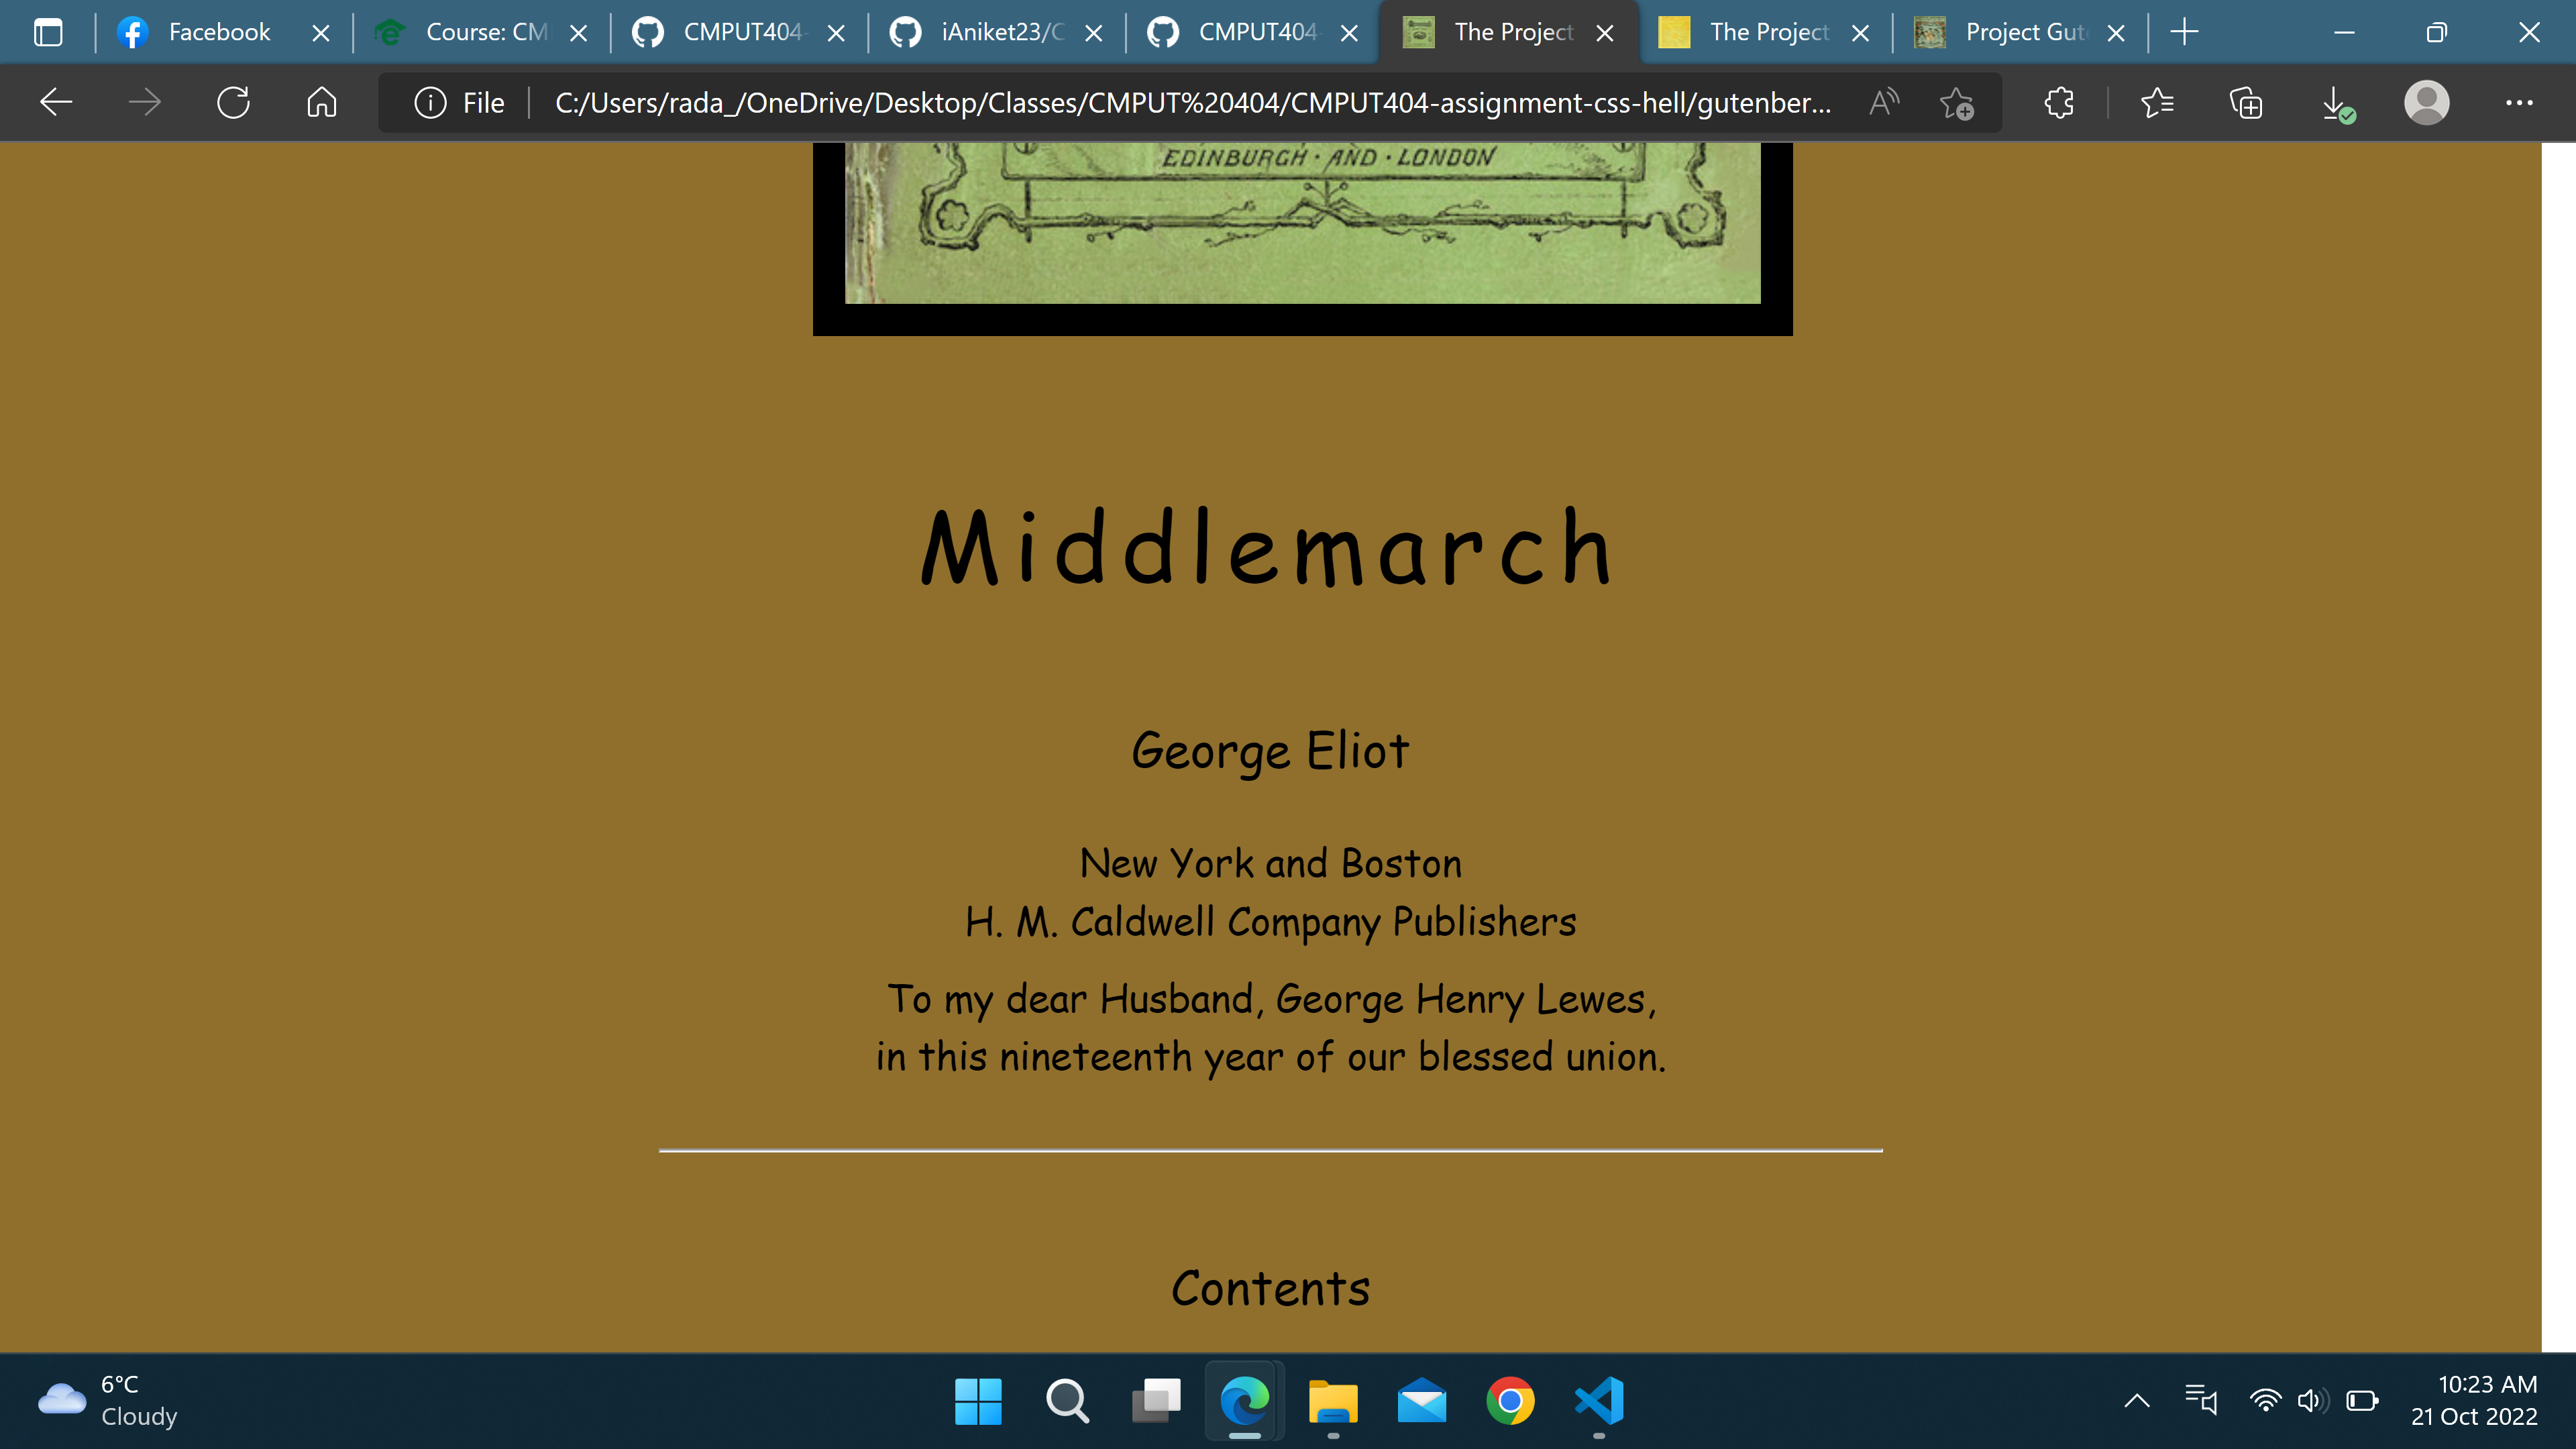 Facebook
Course: CM
CMPUT404-
iAniket23/C
CMPUT404-
The Project
The Project
Project Gut
File
C:/Users/rada_/OneDrive/Desktop/Classes/CMPUT%20404/CMPUT404-assignment-css-hell/gutenber...
EDINBURGH · AND · LONDON
Middlemarch
George Eliot
New York and Boston
H. M. Caldwell Company Publishers
To my dear Husband, George Henry Lewes,
in this nineteenth year of our blessed union.
Contents
6°C
Cloudy
10:23 AM
21 Oct 2022